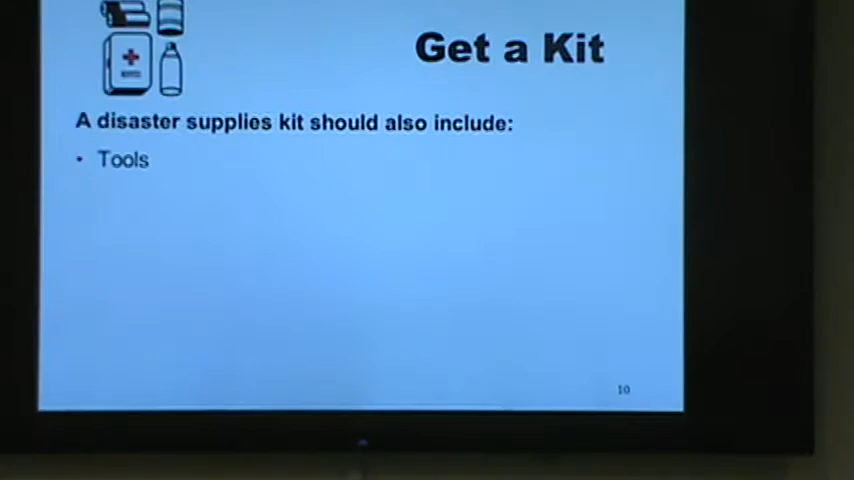 Get a Kit
A disaster supplies kit should also include:
• Tools
10